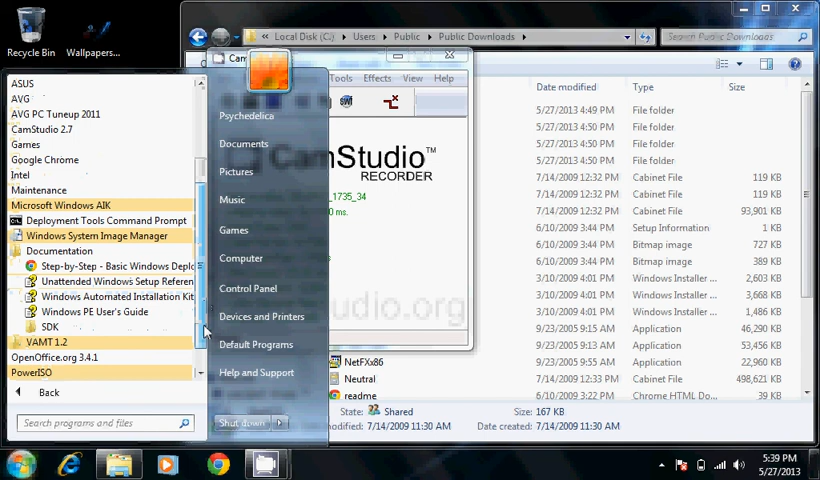 Recycle Bin
Wallpapers...
Local Disk (C:) ▸ Users ▸ Public ▸ Public Downloads ▸
Search Public Downloads
Tools Effects View Help
CamStudio™
RECORDER
_1735_34
ms.
studio.org
Date modified Type Size
5/27/2013 4:49 PM File folder
5/27/2013 4:50 PM File folder
5/27/2013 4:50 PM File folder
5/27/2013 4:50 PM File folder
7/14/2009 12:32 PM Cabinet File 119 KB
7/14/2009 12:32 PM Cabinet File 119 KB
7/14/2009 12:32 PM Cabinet File 93,901 KB
6/10/2009 3:44 PM Setup Information 1 KB
6/10/2009 3:44 PM Bitmap image 727 KB
6/10/2009 3:44 PM Bitmap image 389 KB
3/10/2009 4:01 PM Windows Installer ... 2,603 KB
3/10/2009 4:01 PM Windows Installer ... 3,668 KB
3/10/2009 4:01 PM Windows Installer ... 1,486 KB
9/23/2005 9:15 AM Application 46,290 KB
9/23/2005 9:15 AM Application 53,456 KB
9/23/2005 9:55 AM Application 22,960 KB
NetFXx86
Neutral 7/14/2009 12:33 PM Cabinet File 498,621 KB
readme 6/10/2009 3:44 PM Chrome HTML Do...
State: Shared Size: 167 KB
modified: 7/14/2009 11:30 AM Date created: 7/14/2009 11:30 AM
ASUS
AVG
AVG PC Tuneup 2011
CamStudio 2.7
Games
Google Chrome
Intel
Maintenance
Microsoft Windows AIK
Deployment Tools Command Prompt
Windows System Image Manager
Documentation
Step-by-Step - Basic Windows Deplo
Unattended Windows Setup Referen
Windows Automated Installation Kit
Windows PE User's Guide
SDK
VAMT 1.2
OpenOffice.org 3.4.1
PowerISO
Back
Search programs and files
Psychedelica
Documents
Pictures
Music
Games
Computer
Control Panel
Devices and Printers
Default Programs
Help and Support
Shut down
5:39 PM
5/27/2013